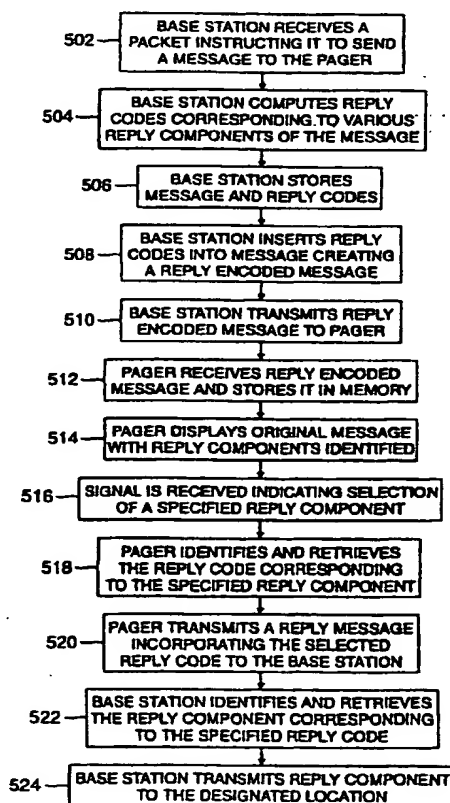 502
BASE STATION RECEIVES A
PACKET INSTRUCTING IT TO SEND
A MESSAGE TO THE PAGER
504
BASE STATION COMPUTES REPLY
CODES CORRESPONDING TO VARIOUS
REPLY COMPONENTS OF THE MESSAGE
506
BASE STATION STORES
MESSAGE AND REPLY CODES
508
BASE STATION INSERTS REPLY
CODES INTO MESSAGE CREATING
A REPLY ENCODED MESSAGE
510
BASE STATION TRANSMITS REPLY
ENCODED MESSAGE TO PAGER
512
PAGER RECEIVES REPLY ENCODED
MESSAGE AND STORES IT IN MEMORY
514
PAGER DISPLAYS ORIGINAL MESSAGE
WITH REPLY COMPONENTS IDENTIFIED
516
SIGNAL IS RECEIVED INDICATING SELECTION
OF A SPECIFIED REPLY COMPONENT
518
PAGER IDENTIFIES AND RETRIEVES
THE REPLY CODE CORRESPONDING
TO THE SPECIFIED REPLY COMPONENT
520
PAGER TRANSMITS A REPLY MESSAGE
INCORPORATING THE SELECTED
REPLY CODE TO THE BASE STATION
522
BASE STATION IDENTIFIES AND RETRIEVES
THE REPLY COMPONENT CORRESPONDING
TO THE SPECIFIED REPLY CODE
524
BASE STATION TRANSMITS REPLY COMPONENT
TO THE DESIGNATED LOCATION